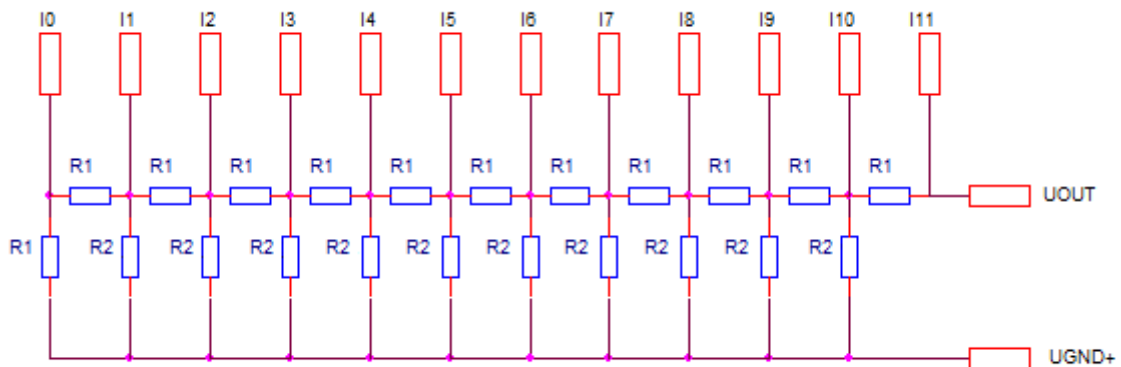 I0 I1 I2 I3 I4 I5 I6 I7 I8 I9 I10 I11
R1 R1 R1 R1 R1 R1 R1 R1 R1 R1 R1
UOUT
R1 R2 R2 R2 R2 R2 R2 R2 R2 R2 R2
UGND+